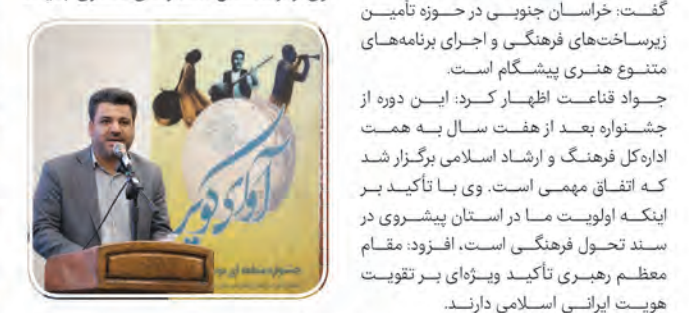 گفت: خراسان جنوبی در حوزه تأمین
زیرساخت‌های فرهنگی و اجرای برنامه‌های
متنوع هنری پیشگام است.
جواد قناعت اظهار کرد: این دوره از
جشنواره بعد از هفت سال به همت
اداره‌کل فرهنگ و ارشاد اسلامی برگزار شد
که اتفاق مهمی است. وی با تأکید بر
اینکه اولویت ما در استان پیشروی در
سند تحول فرهنگی است، افزود: مقام
معظم رهبری تأکید ویژه‌ای بر تقویت
هویت ایرانی اسلامی دارند.
آوای کویر
جشنواره منطقه ای